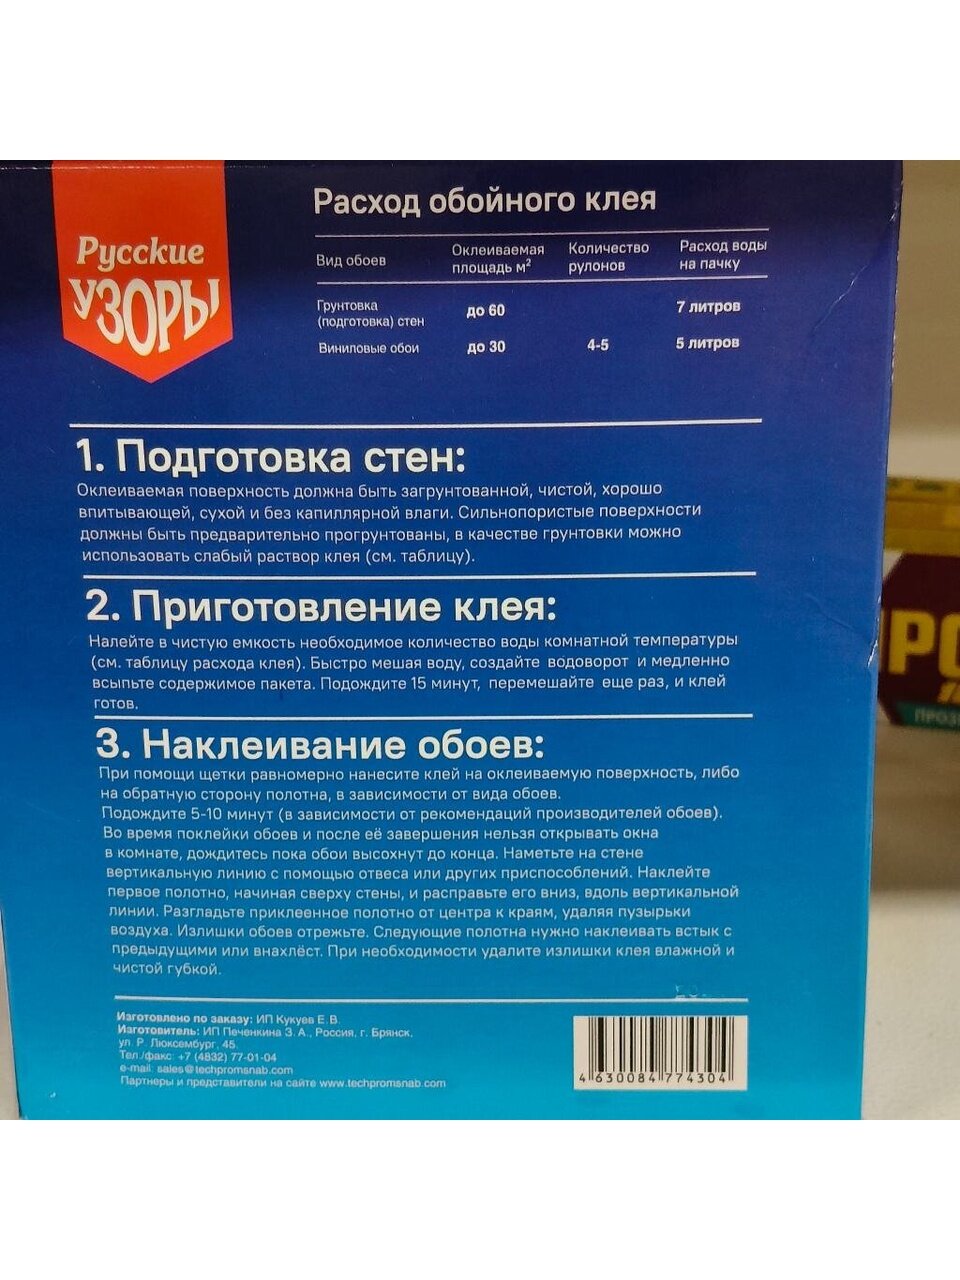 Русские
УЗОРЫ
Расход обойного клея
Вид обоев Оклеиваемая площадь м² Количество рулонов Расход воды на пачку
Грунтовка (подготовка) стен до 60 7 литров
Виниловые обои до 30 4-5 5 литров
1. Подготовка стен:
Оклеиваемая поверхность должна быть загрунтованной, чистой, хорошо
впитывающей, сухой и без капиллярной влаги. Сильнопористые поверхности
должны быть предварительно прогрунтованы, в качестве грунтовки можно
использовать слабый раствор клея (см. таблицу).
2. Приготовление клея:
Налейте в чистую емкость необходимое количество воды комнатной температуры
(см. таблицу расхода клея). Быстро мешая воду, создайте водоворот и медленно
всыпьте содержимое пакета. Подождите 15 минут, перемешайте еще раз, и клей
готов.
3. Наклеивание обоев:
При помощи щетки равномерно нанесите клей на оклеиваемую поверхность, либо
на обратную сторону полотна, в зависимости от вида обоев.
Подождите 5-10 минут (в зависимости от рекомендаций производителей обоев).
Во время поклейки обоев и после её завершения нельзя открывать окна
в комнате, дождитесь пока обои высохнут до конца. Наметьте на стене
вертикальную линию с помощью отвеса или других приспособлений. Наклейте
первое полотно, начиная сверху стены, и расправьте его вниз, вдоль вертикальной
линии. Разгладьте приклеенное полотно от центра к краям, удаляя пузырьки
воздуха. Излишки обоев отрежьте. Следующие полотна нужно наклеивать встык с
предыдущими или внахлёст. При необходимости удалите излишки клея влажной и
чистой губкой.
Изготовлено по заказу: ИП Кукуев Е.В.
Изготовитель: ИП Печенкина З. А., Россия, г. Брянск,
ул. Р. Люксембург, 45.
Тел./факс: +7 (4832) 77-01-04
e-mail: sales@techpromsnab.com
Партнеры и представители на сайте www.techpromsnab.com
4 630084 774304